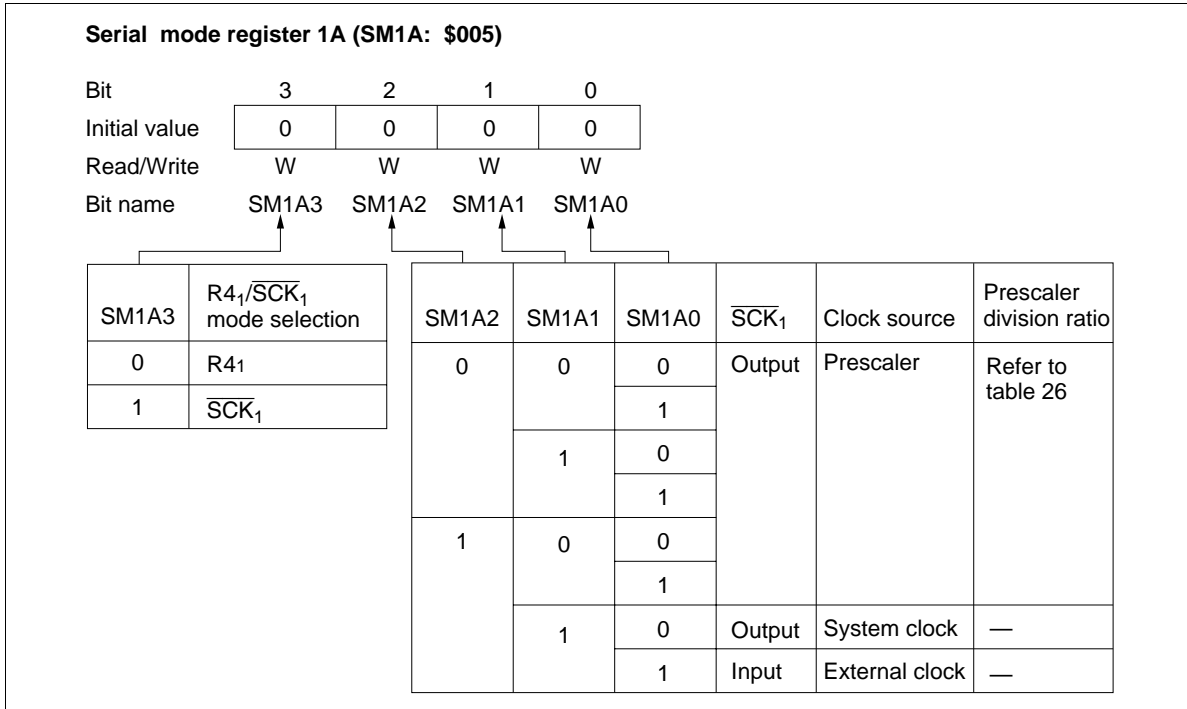 Serial mode register 1A (SM1A: $005)
Bit 3 2 1 0
Initial value 0 0 0 0
Read/Write W W W W
Bit name SM1A3 SM1A2 SM1A1 SM1A0
SM1A3 R4₁/S̅C̅K̅₁ mode selection
0 R4₁
1 S̅C̅K̅₁
SM1A2 SM1A1 SM1A0 S̅C̅K̅₁ Clock source Prescaler division ratio
0 0 0 Output Prescaler Refer to table 26
1
1 0
1
1 0 0
1
1 0 Output System clock —
1 Input External clock —